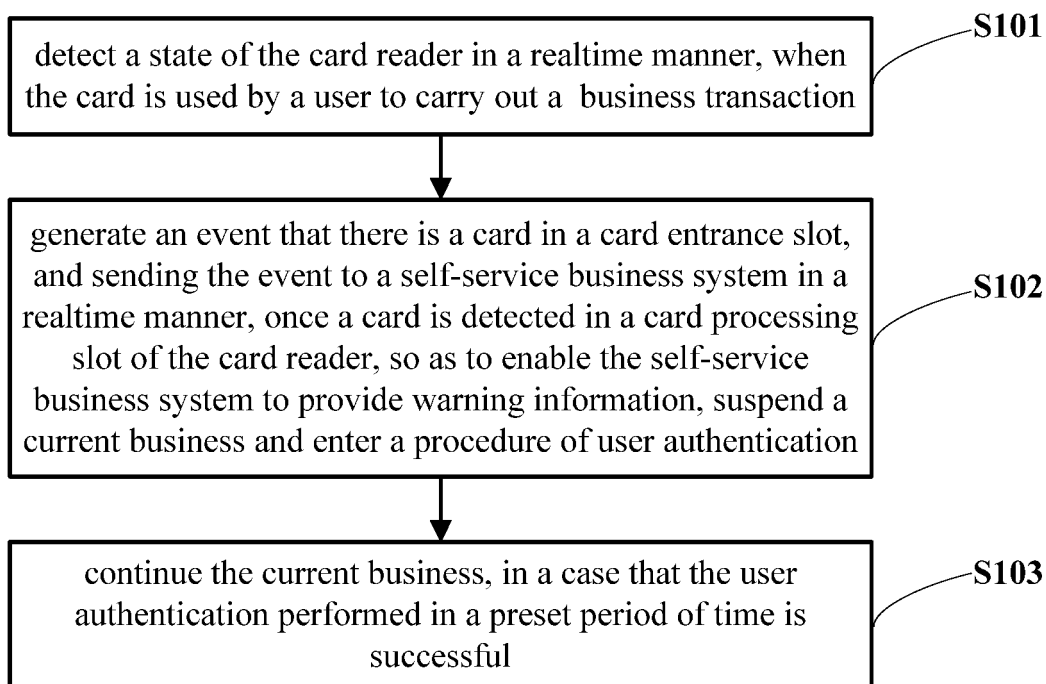 S101
detect a state of the card reader in a realtime manner, when
the card is used by a user to carry out a business transaction
generate an event that there is a card in a card entrance slot,
and sending the event to a self-service business system in a
realtime manner, once a card is detected in a card processing
slot of the card reader, so as to enable the self-service
business system to provide warning information, suspend a
current business and enter a procedure of user authentication
S102
continue the current business, in a case that the user
authentication performed in a preset period of time is
successful
S103